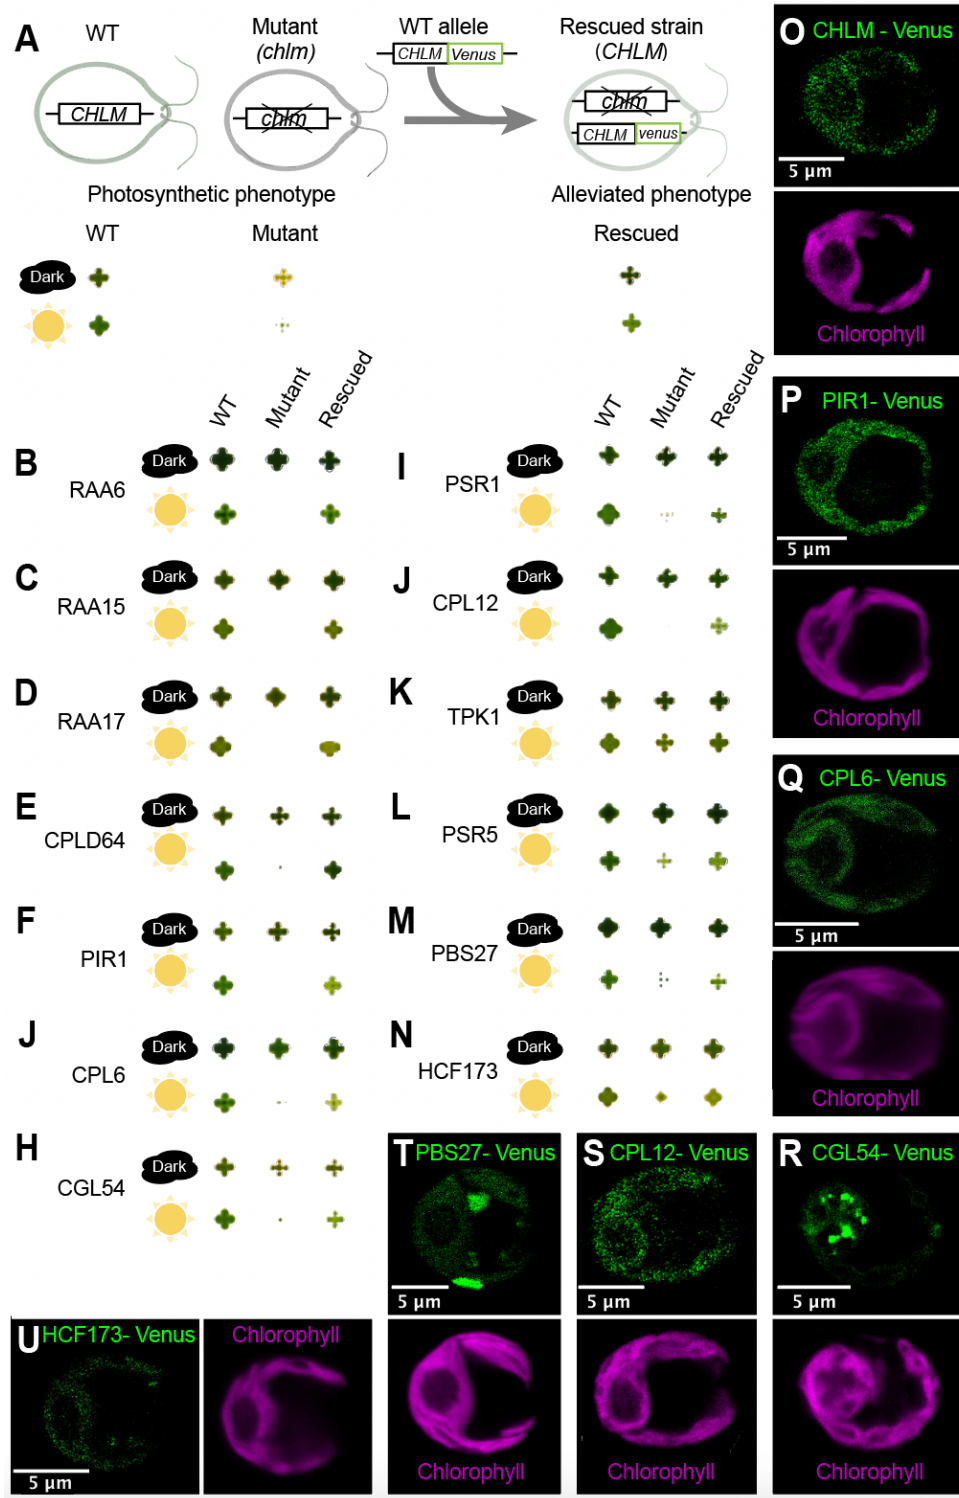 A
WT
Mutant
(chlm)
WT allele
CHLM Venus
Rescued strain
(CHLM)
CHLM
chlm
chlm
CHLM venus
Photosynthetic phenotype
Alleviated phenotype
WT
Mutant
Rescued
Dark
WT
Mutant
Rescued
WT
Mutant
Rescued
B
RAA6
Dark
C
RAA15
Dark
D
RAA17
Dark
E
CPLD64
Dark
F
PIR1
Dark
J
CPL6
Dark
H
CGL54
Dark
I
PSR1
Dark
J
CPL12
Dark
K
TPK1
Dark
L
PSR5
Dark
M
PBS27
Dark
N
HCF173
Dark
O
CHLM - Venus
5 µm
Chlorophyll
P
PIR1- Venus
5 µm
Chlorophyll
Q
CPL6- Venus
5 µm
Chlorophyll
T
PBS27- Venus
5 µm
Chlorophyll
S
CPL12- Venus
5 µm
Chlorophyll
R
CGL54- Venus
5 µm
Chlorophyll
U
HCF173- Venus
5 µm
Chlorophyll